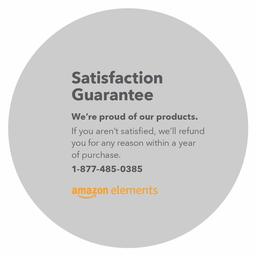 Satisfaction
Guarantee
We're proud of our products.
If you aren't satisfied, we'll refund
you for any reason within a year
of purchase.
1-877-485-0385
amazon elements